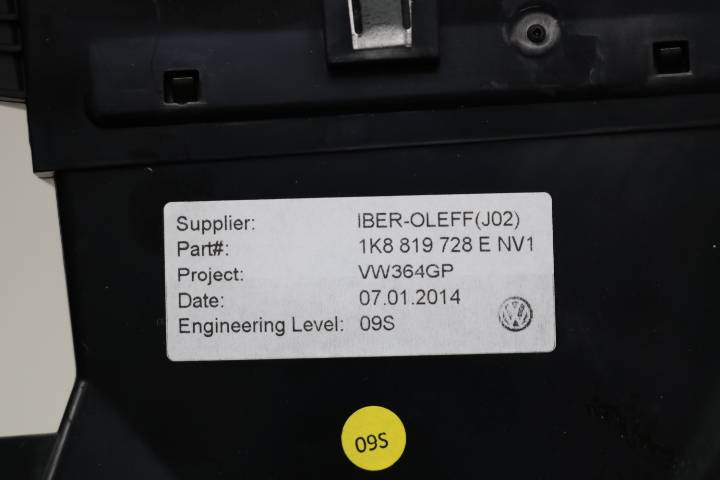 Supplier: IBER-OLEFF(J02)
Part#: 1K8 819 728 E NV1
Project: VW364GP
Date: 07.01.2014
Engineering Level: 09S
09S